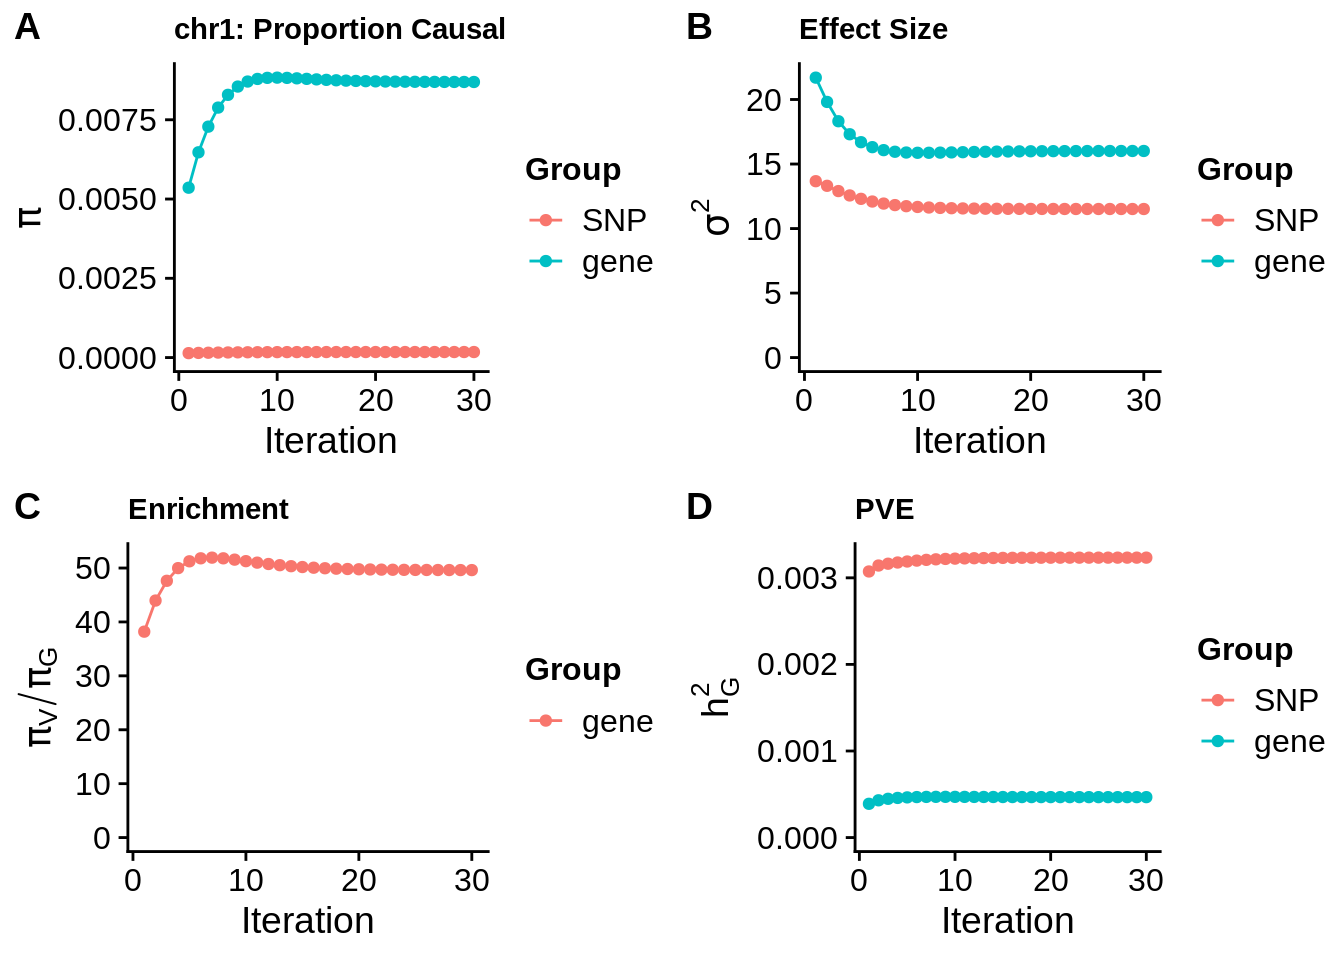 A
chr1: Proportion Causal
π
0.0075
0.0050
0.0025
0.0000
0 10 20 30
Iteration
Group
SNP
gene
B
Effect Size
σ²
20
15
10
5
0
0 10 20 30
Iteration
Group
SNP
gene
C
Enrichment
π_V/π_G
50
40
30
20
10
0
0 10 20 30
Iteration
Group
gene
D
PVE
h²_G
0.003
0.002
0.001
0.000
0 10 20 30
Iteration
Group
SNP
gene